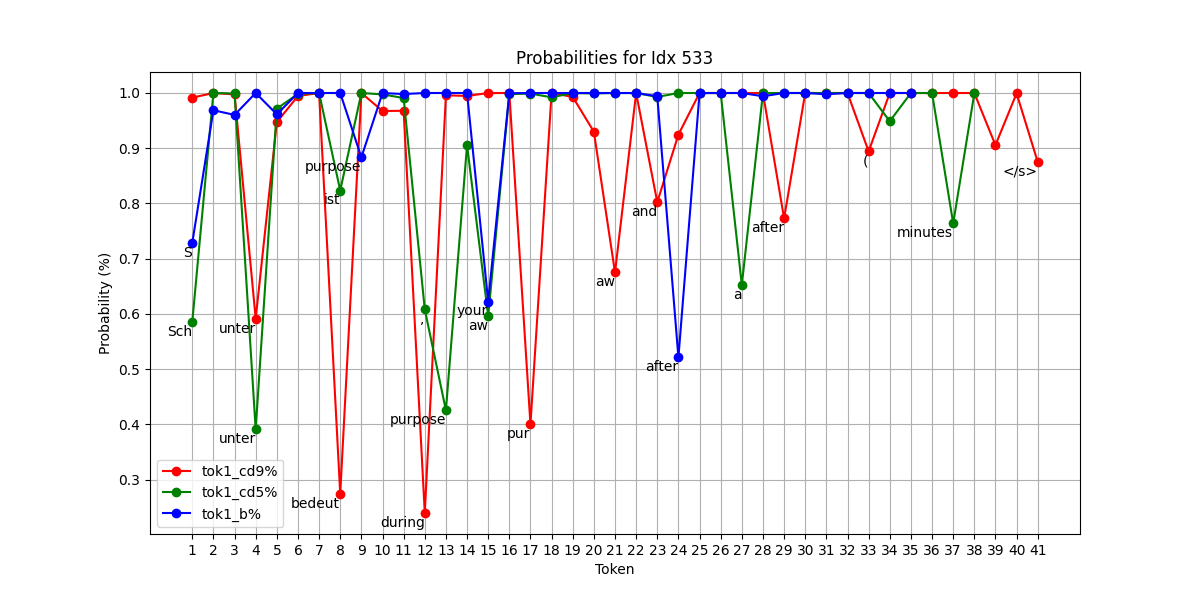 Probabilities for Idx 533
1.0
0.9
0.8
0.7
0.6
0.5
0.4
0.3
Probability (%)
S
Sch
unter
unter
purpose
ist
bedeut
,
during
purpose
your
aw
pur
aw
and
after
a
after
(
minutes
</s>
tok1_cd9%
tok1_cd5%
tok1_b%
1 2 3 4 5 6 7 8 9 10 11 12 13 14 15 16 17 18 19 20 21 22 23 24 25 26 27 28 29 30 31 32 33 34 35 36 37 38 39 40 41
Token